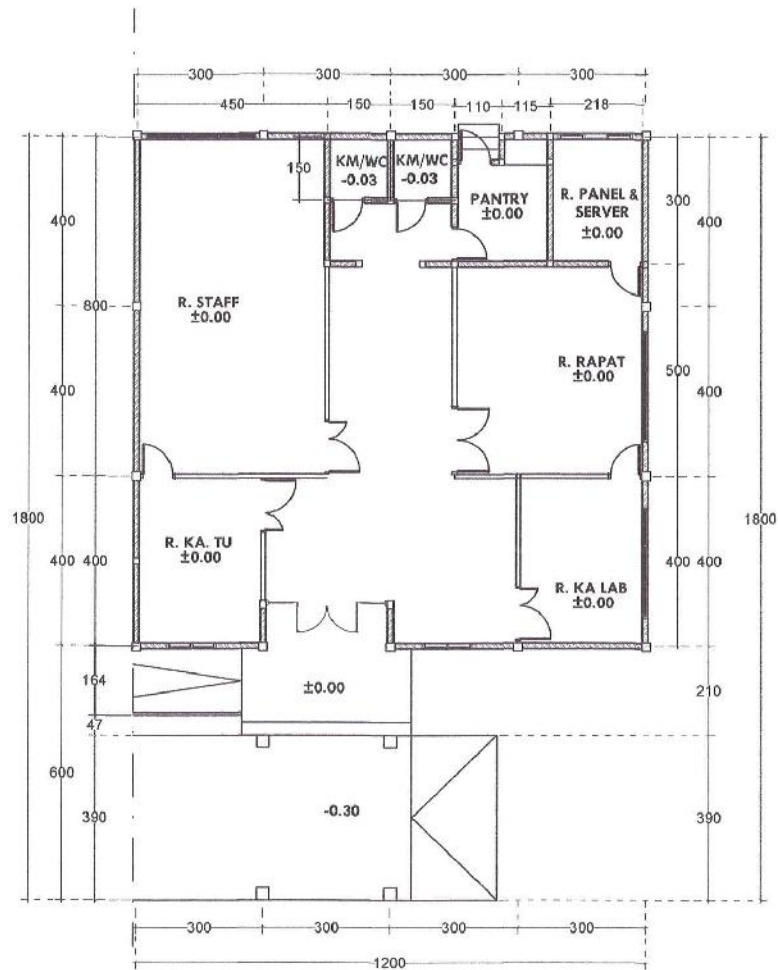 300 300 300 300
450 150 150 110 115 218
150
KM/WC
-0.03
KM/WC
-0.03
PANTRY
±0.00
R. PANEL &
SERVER
±0.00
300
400
400
R. STAFF
±0.00
800
R. RAPAT
±0.00
500
400
400
1800
1800
R. KA. TU
±0.00
400 400
R. KA LAB
±0.00
400 400
164
±0.00
210
47
600
390
-0.30
390
300 300 300 300
1200